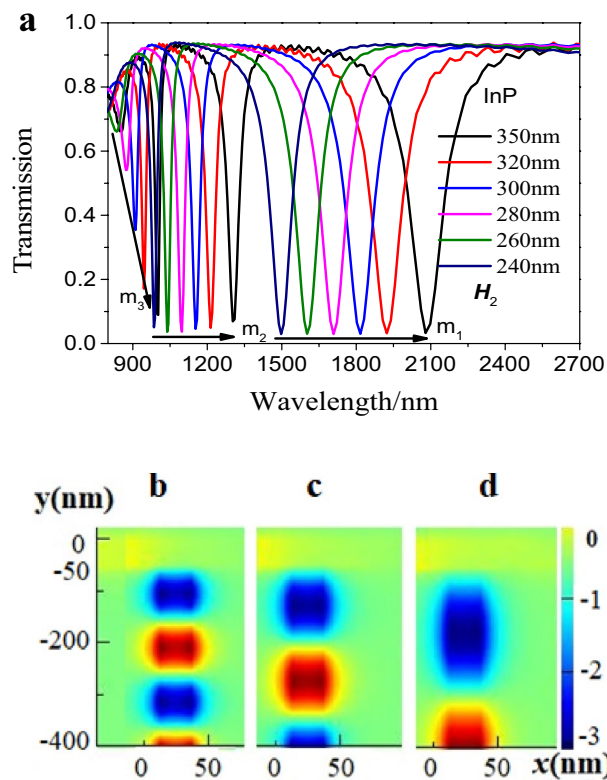 a
1.0
0.8
0.6
0.4
0.2
0.0
Transmission
InP
350nm
320nm
300nm
280nm
260nm
240nm
H2
m3
m2
m1
900 1200 1500 1800 2100 2400 2700
Wavelength/nm
b c d
y(nm)
0
-50
-200
-400
0
-1
-2
-3
0 50 0 50 0 50 x(nm)